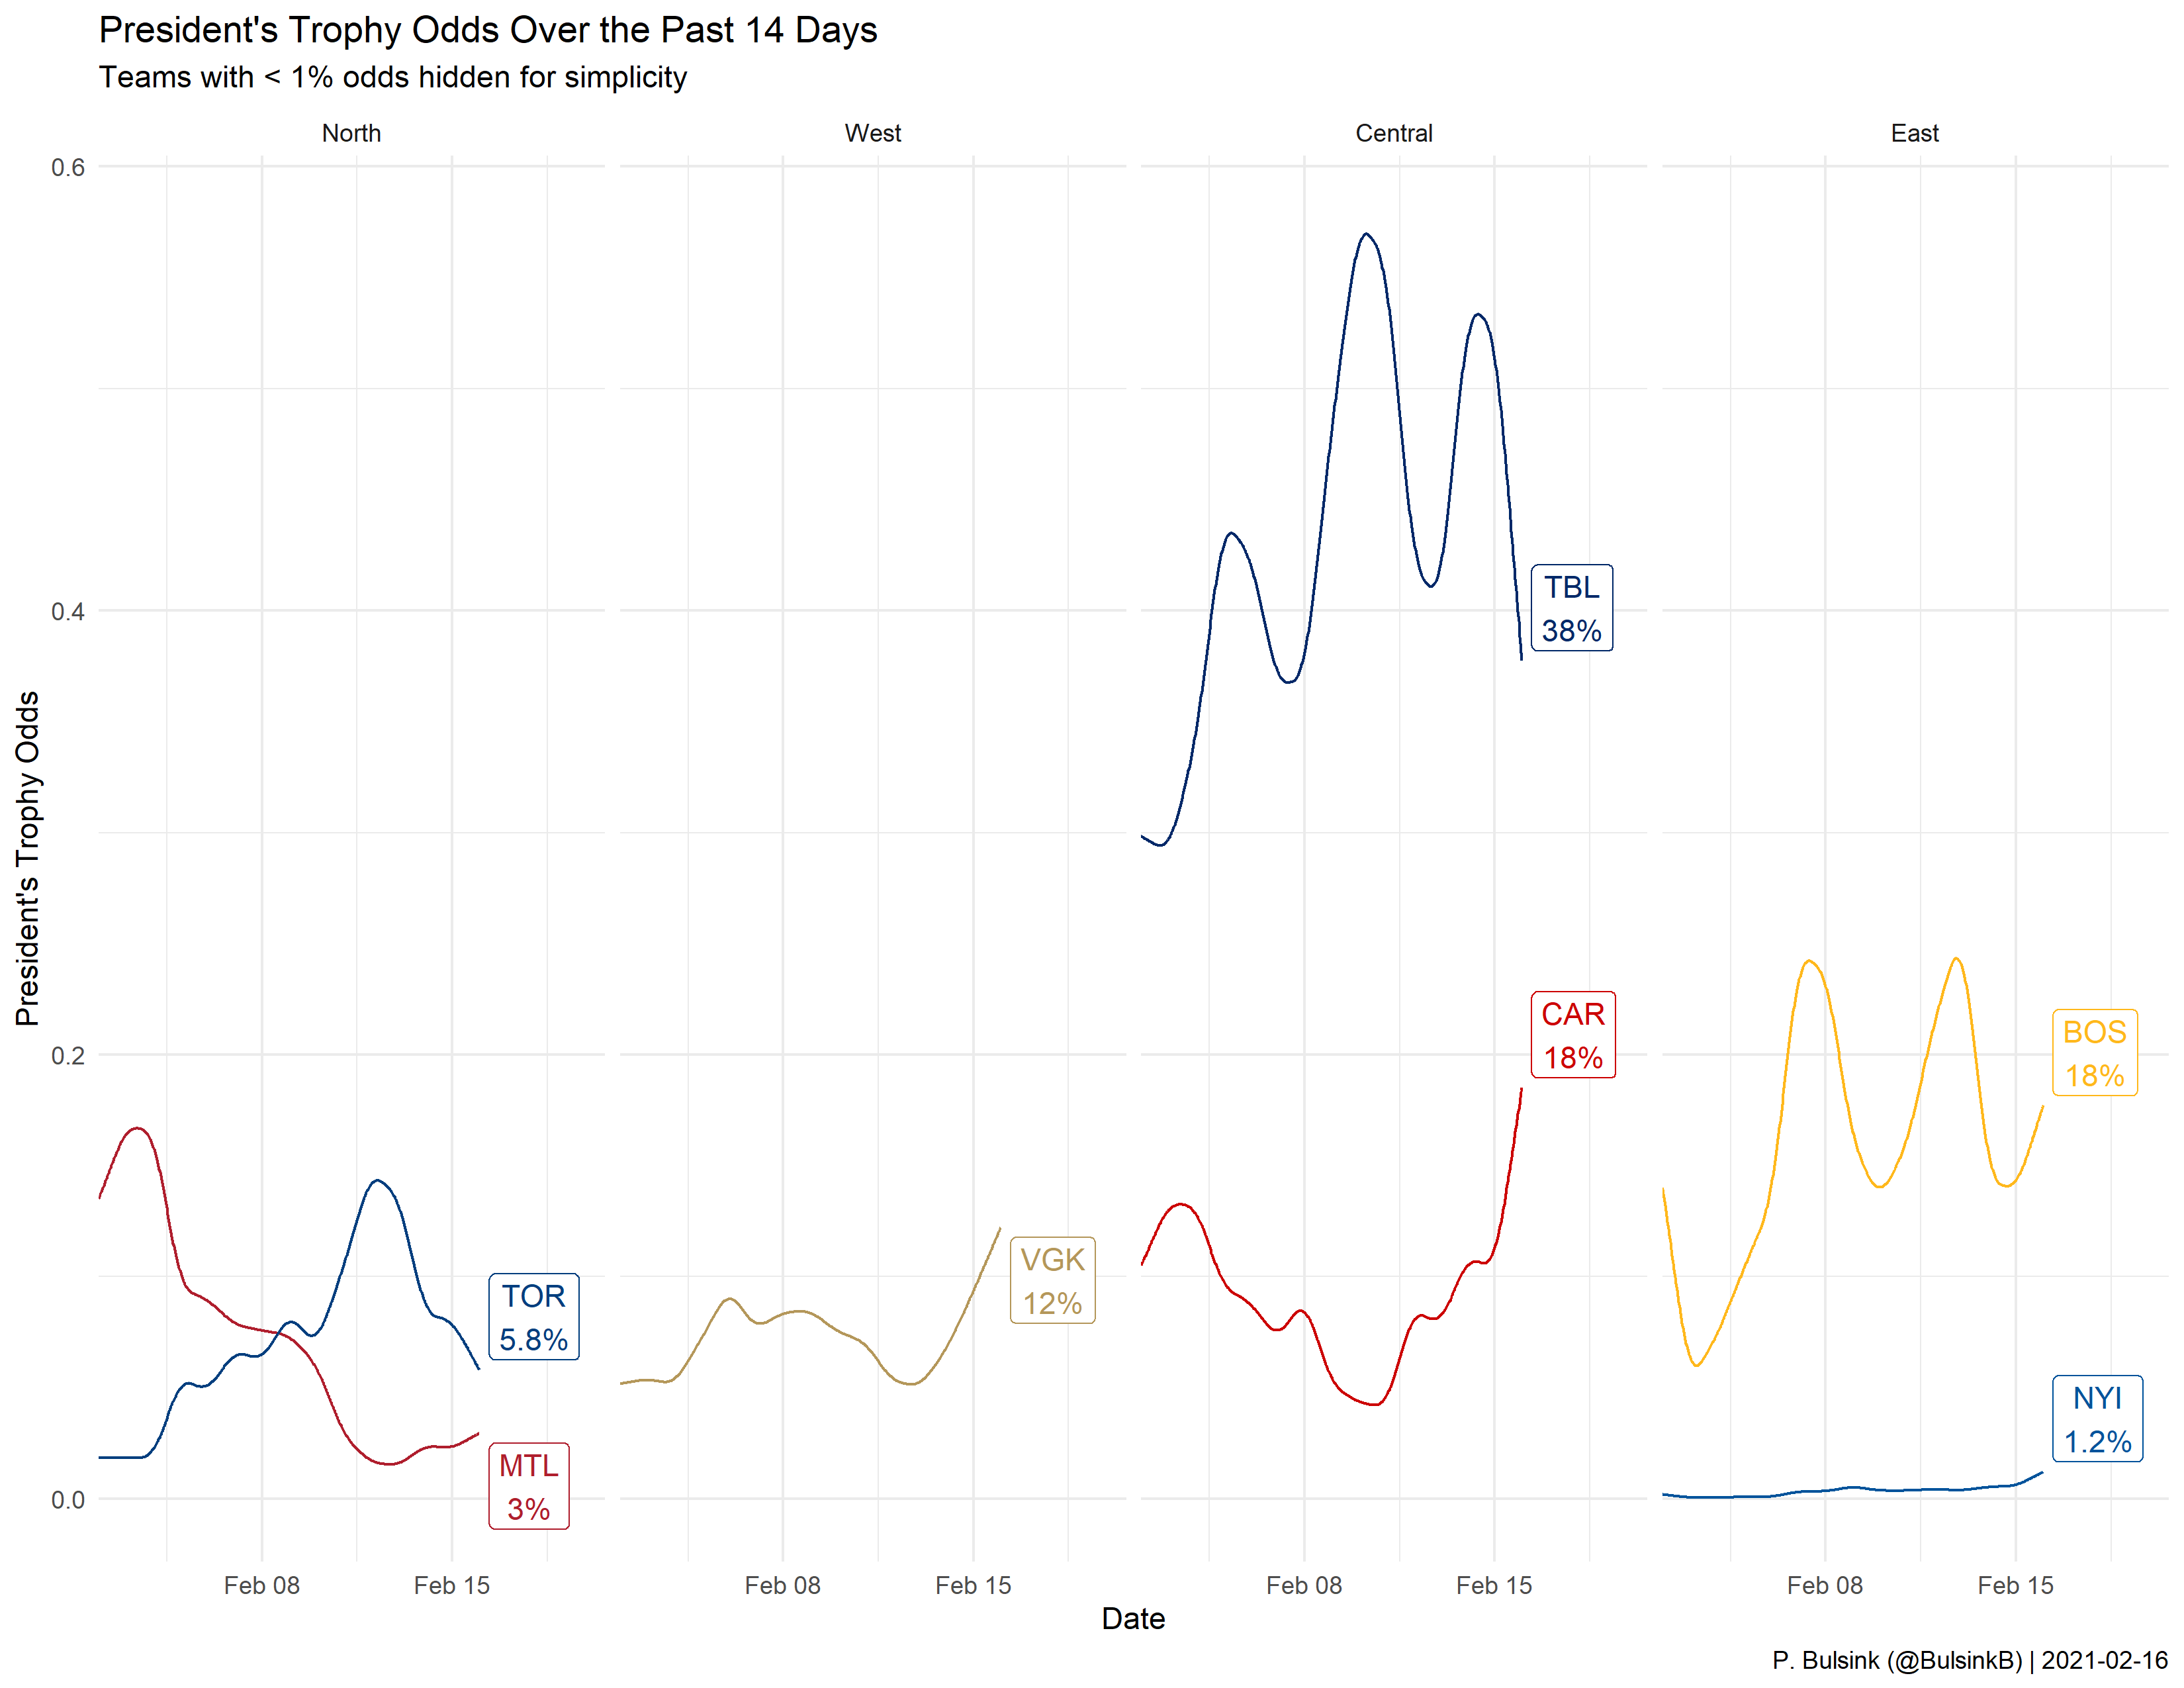 President's Trophy Odds Over the Past 14 Days
Teams with < 1% odds hidden for simplicity
North
West
Central
East
President's Trophy Odds
0.6
0.4
0.2
0.0
TOR
5.8%
MTL
3%
VGK
12%
TBL
38%
CAR
18%
BOS
18%
NYI
1.2%
Feb 08
Feb 15
Feb 08
Feb 15
Feb 08
Feb 15
Feb 08
Feb 15
Date
P. Bulsink (@BulsinkB) | 2021-02-16